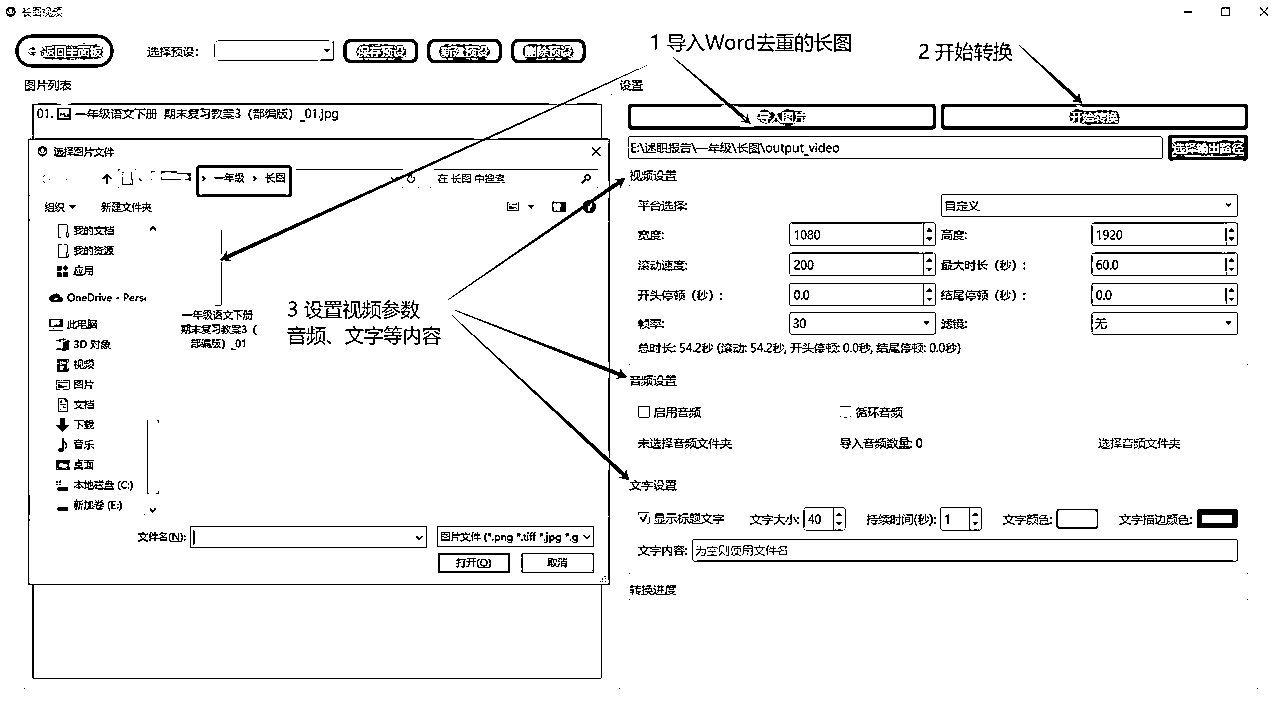 长图视频
返回主面板 选择预设: 保存预设 新建预设 删除预设
1 导入Word去重的长图
2 开始转换
图片列表
设置
01. 一年级语文下册 期末复习教案3（部编版）_01.jpg
导入图片 开始转换
E:\述职报告\一年级\长图\output_video 选择输出路径
选择图片文件
一年级 › 长图
在 长图 中搜索
组织 新建文件夹
我的文档
我的资源
应用
OneDrive - Perso
此电脑
3D 对象
视频
图片
文档
下载
音乐
桌面
本地磁盘 (C:)
新加卷 (E:)
一年级语文下册
期末复习教案3（
部编版）_01
3 设置视频参数
音频、文字等内容
文件名(N):
图片文件 (*.png *.tiff *.jpg *.g
打开(O) 取消
视频设置
平台选择: 自定义
宽度: 1080 高度: 1920
滚动速度: 200 最大时长（秒）: 60.0
开头停顿（秒）: 0.0 结尾停顿（秒）: 0.0
帧率: 30 滤镜: 无
总时长: 54.2秒 (滚动: 54.2秒, 开头停顿: 0.0秒, 结尾停顿: 0.0秒)
音频设置
启用音频 循环音频
未选择音频文件夹 导入音频数量: 0 选择音频文件夹
文字设置
显示标题文字 文字大小: 40 持续时间(秒): 1 文字颜色: 文字描边颜色:
文字内容: 为空则使用文件名
转换进度